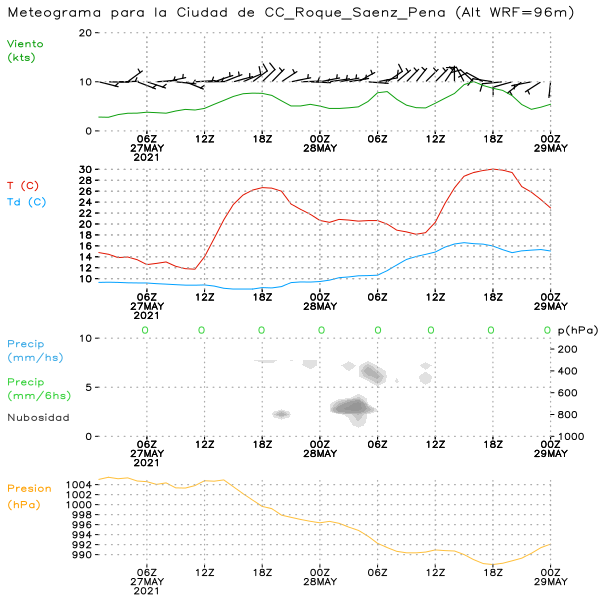 Meteograma para la Ciudad de CC_Roque_Saenz_Pena (Alt WRF=96m)
Viento
(kts)
20
10
0
06Z 12Z 18Z 00Z 06Z 12Z 18Z 00Z
27MAY 28MAY 29MAY
2021
T (C)
Td (C)
30
28
26
24
22
20
18
16
14
12
10
06Z 12Z 18Z 00Z 06Z 12Z 18Z 00Z
27MAY 28MAY 29MAY
2021
0 0 0 0 0 0 0 0 p(hPa)
Precip
(mm/hs)
Precip
(mm/6hs)
Nubosidad
10
5
0
200
400
600
800
1000
06Z 12Z 18Z 00Z 06Z 12Z 18Z 00Z
27MAY 28MAY 29MAY
2021
Presion
(hPa)
1004
1002
1000
998
996
994
992
990
06Z 12Z 18Z 00Z 06Z 12Z 18Z 00Z
27MAY 28MAY 29MAY
2021